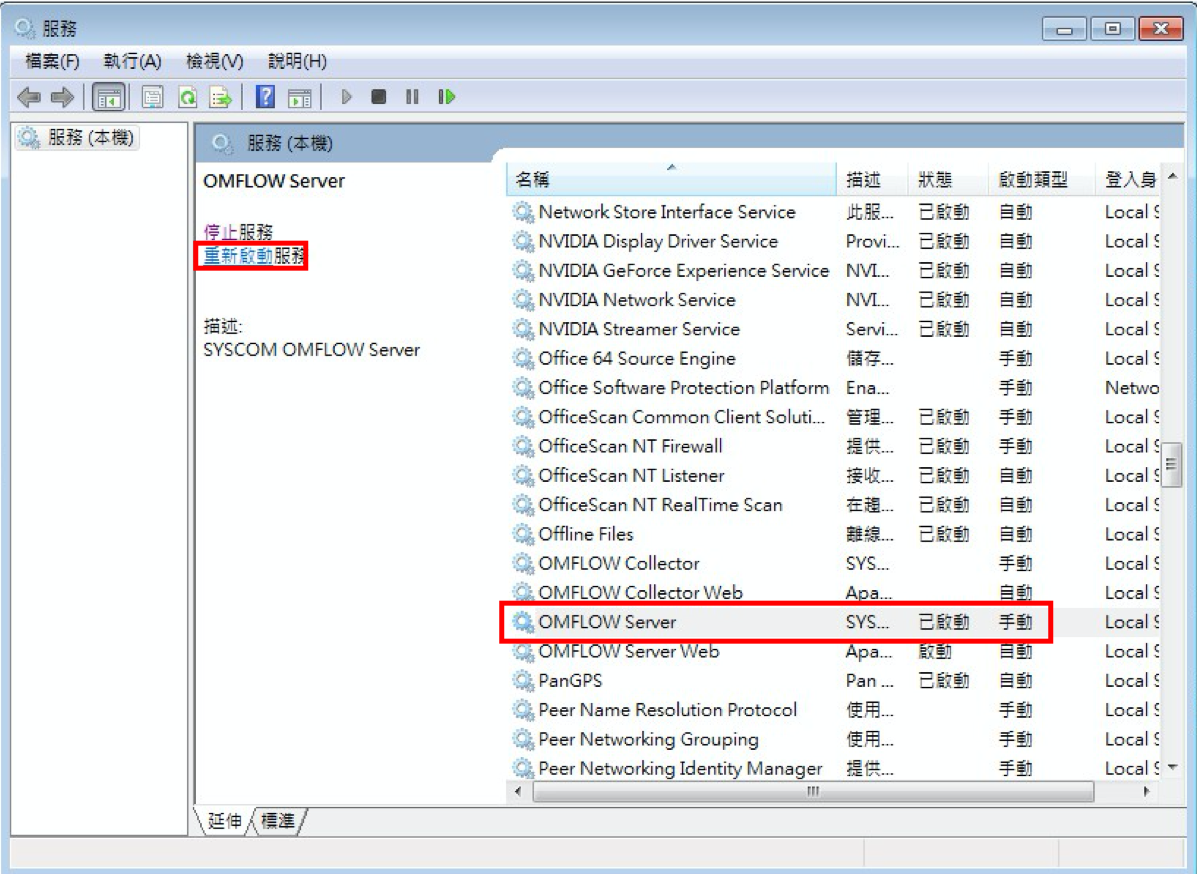 服務
檔案(F) 執行(A) 檢視(V) 說明(H)
服務 (本機)
服務 (本機)
OMFLOW Server
停止服務
重新啟動服務
描述:
SYSCOM OMFLOW Server
名稱 描述 狀態 啟動類型 登入身
Network Store Interface Service 此服... 已啟動 自動 Local S
NVIDIA Display Driver Service Provi... 已啟動 自動 Local S
NVIDIA GeForce Experience Service NVI... 已啟動 自動 Local S
NVIDIA Network Service NVI... 已啟動 自動 Local S
NVIDIA Streamer Service Servi... 已啟動 自動 Local S
Office 64 Source Engine 儲存... 手動 Local S
Office Software Protection Platform Ena... 手動 Netwo
OfficeScan Common Client Soluti... 管理... 已啟動 手動 Local S
OfficeScan NT Firewall 提供... 已啟動 手動 Local S
OfficeScan NT Listener 接收... 已啟動 自動 Local S
OfficeScan NT RealTime Scan 在趨... 已啟動 自動 Local S
Offline Files 離線... 已啟動 自動 Local S
OMFLOW Collector SYS... 手動 Local S
OMFLOW Collector Web Apa... 自動 Local S
OMFLOW Server SYS... 已啟動 手動 Local S
OMFLOW Server Web Apa... 啟動 自動 Local S
PanGPS Pan ... 已啟動 自動 Local S
Peer Name Resolution Protocol 使用... 手動 Local S
Peer Networking Grouping 使用... 手動 Local S
Peer Networking Identity Manager 提供... 手動 Local S
延伸 標準